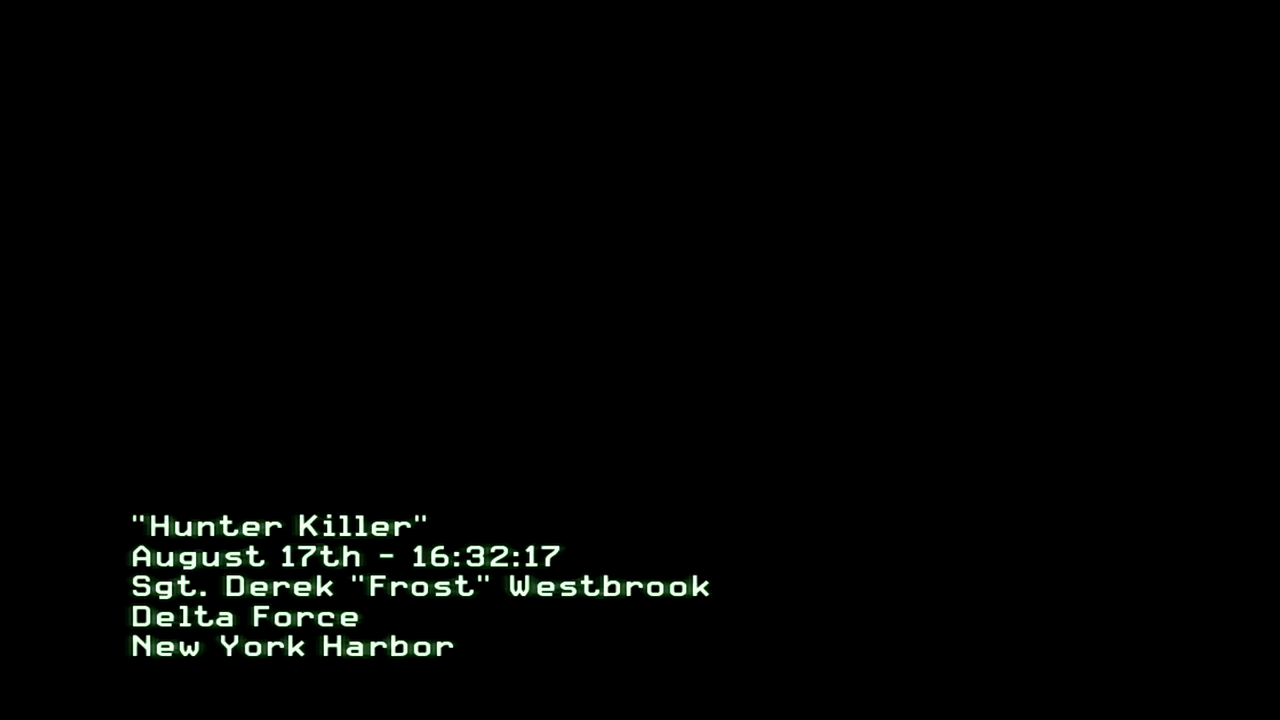 "Hunter Killer"
August 17th - 16:32:17
Sgt. Derek "Frost" Westbrook
Delta Force
New York Harbor